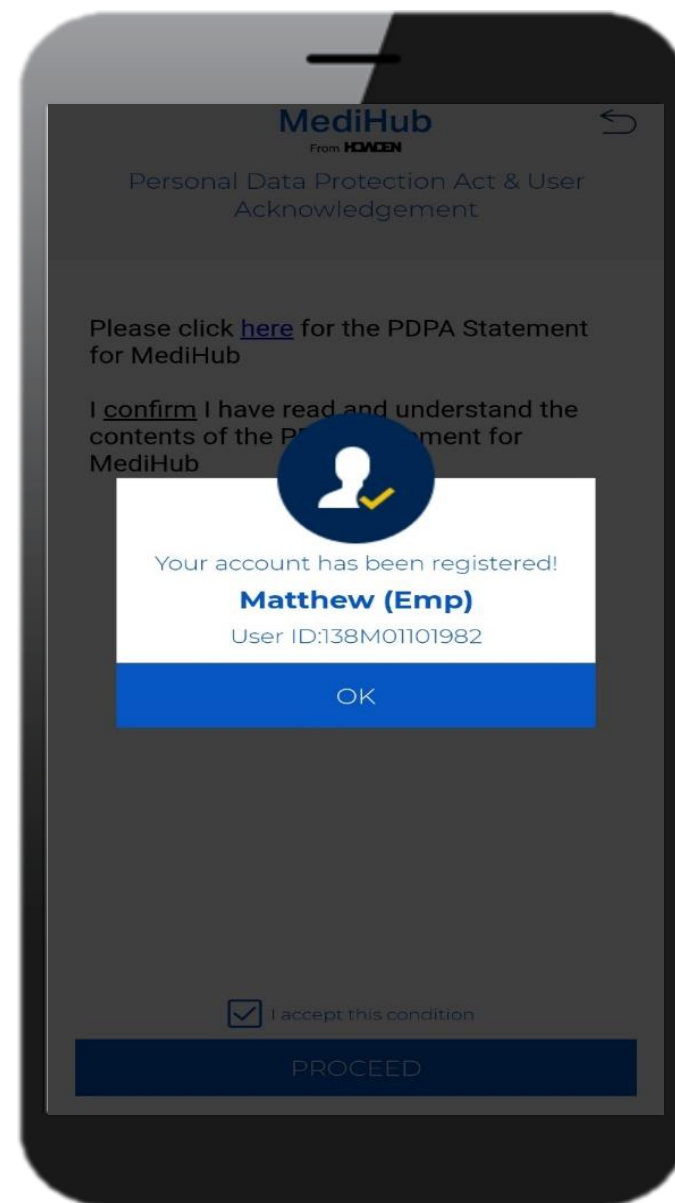 MediHub
From HOWDEN
Personal Data Protection Act & User
Acknowledgement
Please click here for the PDPA Statement
for MediHub
I confirm I have read and understand the
contents of the P ment for
MediHub
Your account has been registered!
Matthew (Emp)
User ID:138M01101982
OK
I accept this condition
PROCEED